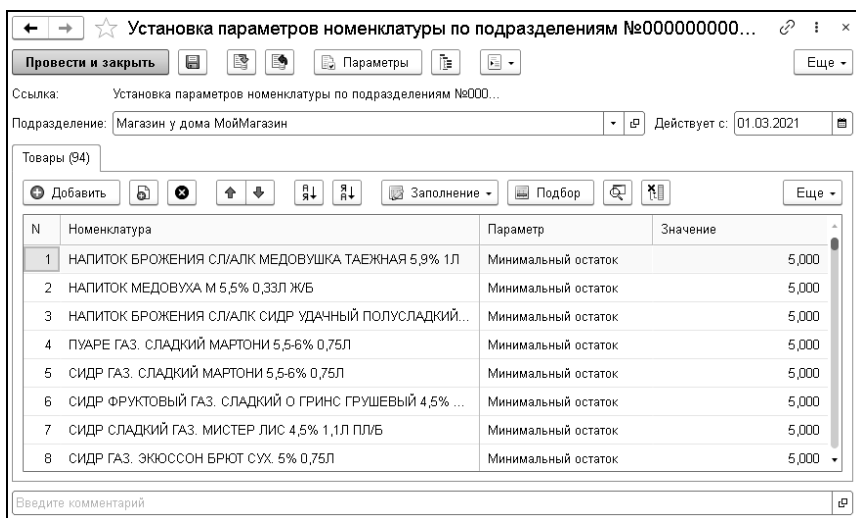 Установка параметров номенклатуры по подразделениям №000000000...
Провести и закрыть Параметры Еще
Ссылка: Установка параметров номенклатуры по подразделениям №000...
Подразделение: Магазин у дома МойМагазин Действует с: 01.03.2021
Товары (94)
Добавить Заполнение Подбор Еще
N Номенклатура Параметр Значение
1 НАПИТОК БРОЖЕНИЯ СЛ/АЛК МЕДОВУШКА ТАЕЖНАЯ 5,9% 1Л Минимальный остаток 5,000
2 НАПИТОК МЕДОВУХА М 5,5% 0,33Л Ж/Б Минимальный остаток 5,000
3 НАПИТОК БРОЖЕНИЯ СЛ/АЛК СИДР УДАЧНЫЙ ПОЛУСЛАДКИЙ... Минимальный остаток 5,000
4 ПУАРЕ ГАЗ. СЛАДКИЙ МАРТОНИ 5,5-6% 0,75Л Минимальный остаток 5,000
5 СИДР ГАЗ. СЛАДКИЙ МАРТОНИ 5,5-6% 0,75Л Минимальный остаток 5,000
6 СИДР ФРУКТОВЫЙ ГАЗ. СЛАДКИЙ О ГРИНС ГРУШЕВЫЙ 4,5% ... Минимальный остаток 5,000
7 СИДР СЛАДКИЙ ГАЗ. МИСТЕР ЛИС 4,5% 1,1Л ПЛ/Б Минимальный остаток 5,000
8 СИДР ГАЗ. ЭКЮССОН БРЮТ СУХ. 5% 0,75Л Минимальный остаток 5,000
Введите комментарий